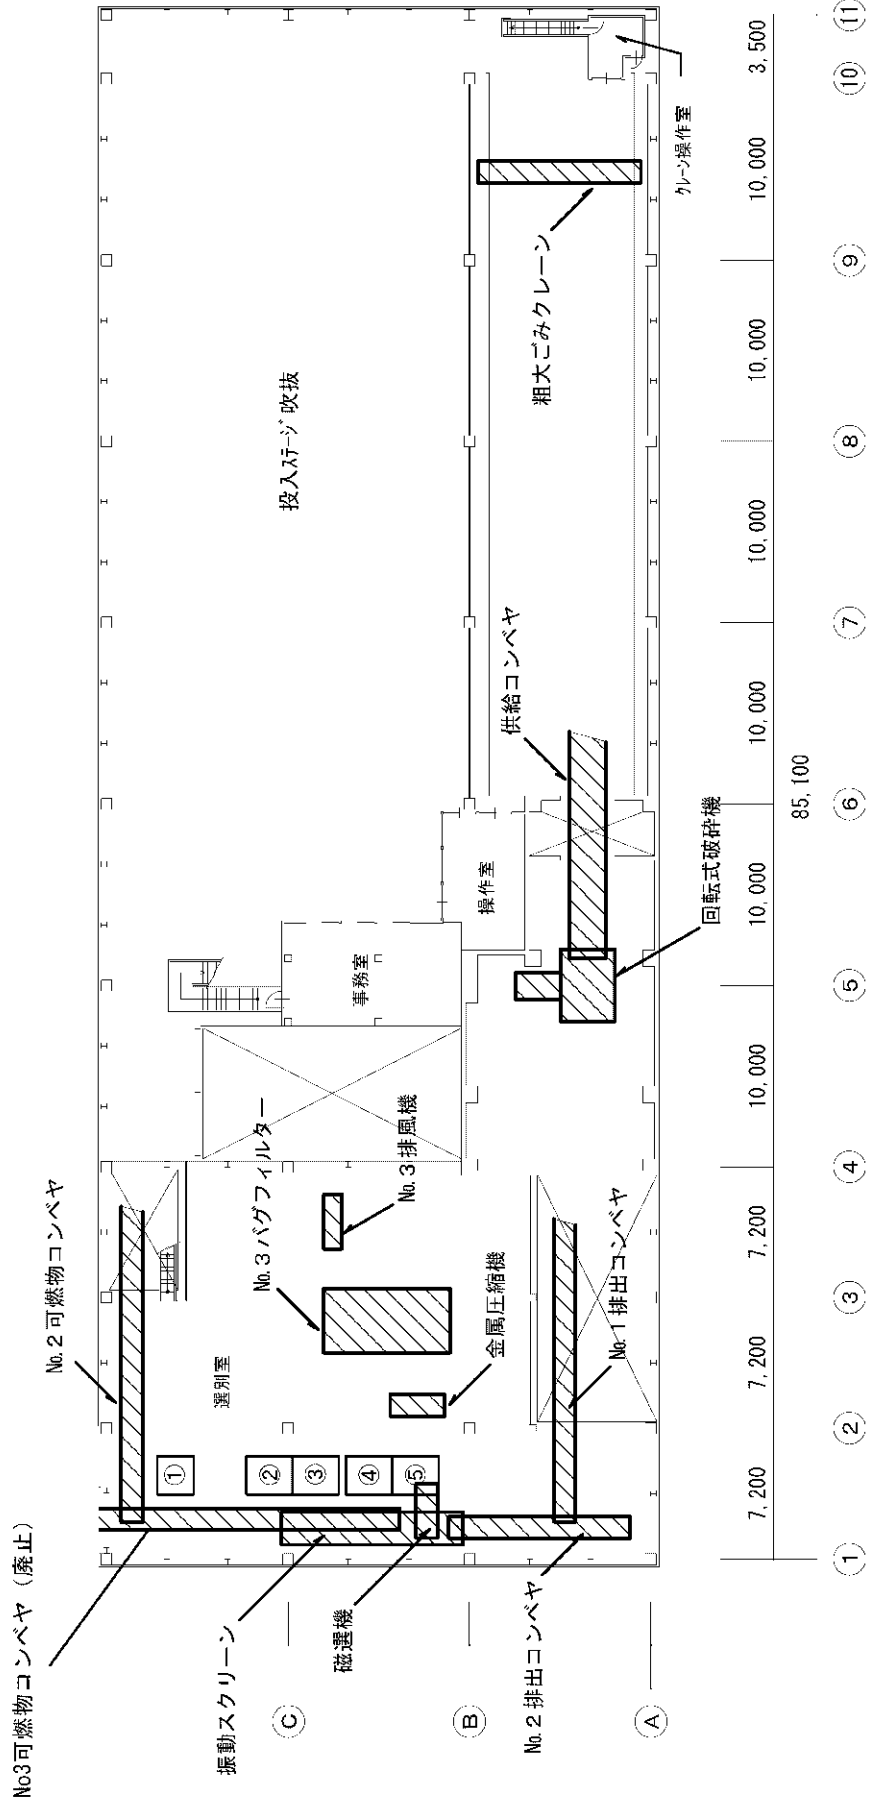 No3可燃物コンベヤ（廃止）
No.2可燃物コンベヤ
振動スクリーン
磁選機
No.2排出コンベヤ
選別室
No.3バグフィルター
No.3排風機
金属圧縮機
No.1排出コンベヤ
①
②
③
④
⑤
事務室
操作室
回転式破砕機
供給コンベヤ
投入ステージ吹抜
粗大ごみクレーン
クレーン操作室
Ⓒ
Ⓑ
Ⓐ
7,200
7,200
7,200
10,000
10,000
10,000
10,000
10,000
10,000
3,500
85,100
①
②
③
④
⑤
⑥
⑦
⑧
⑨
⑩
⑪